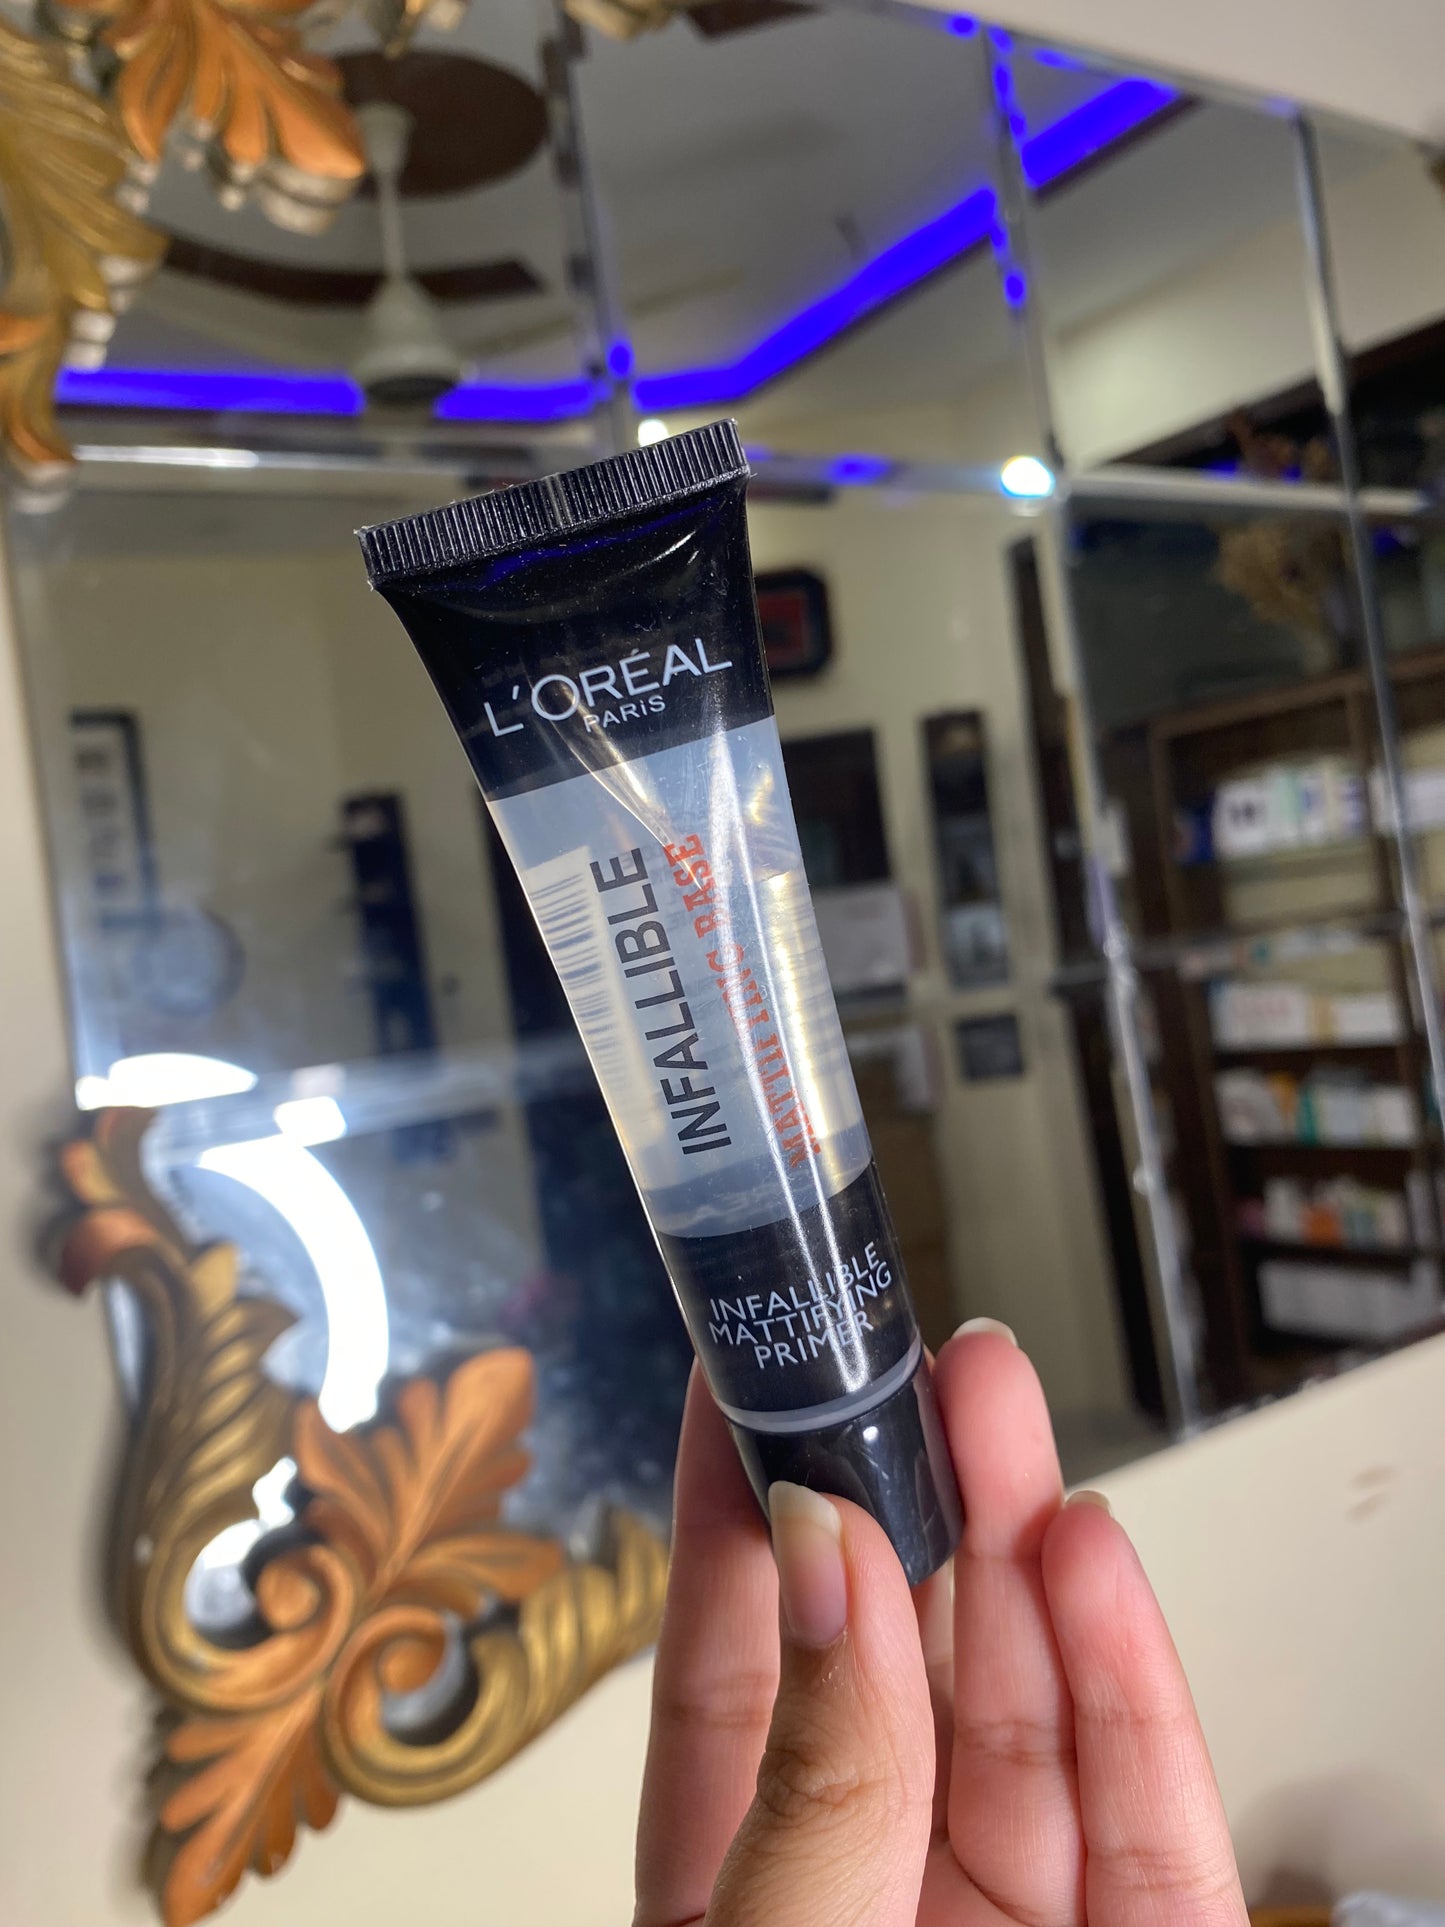 L'ORÉAL
PARiS
INFALLIBLE
MATTIFYING BASE
INFALLIBLE
MATTIFYING
PRIMER